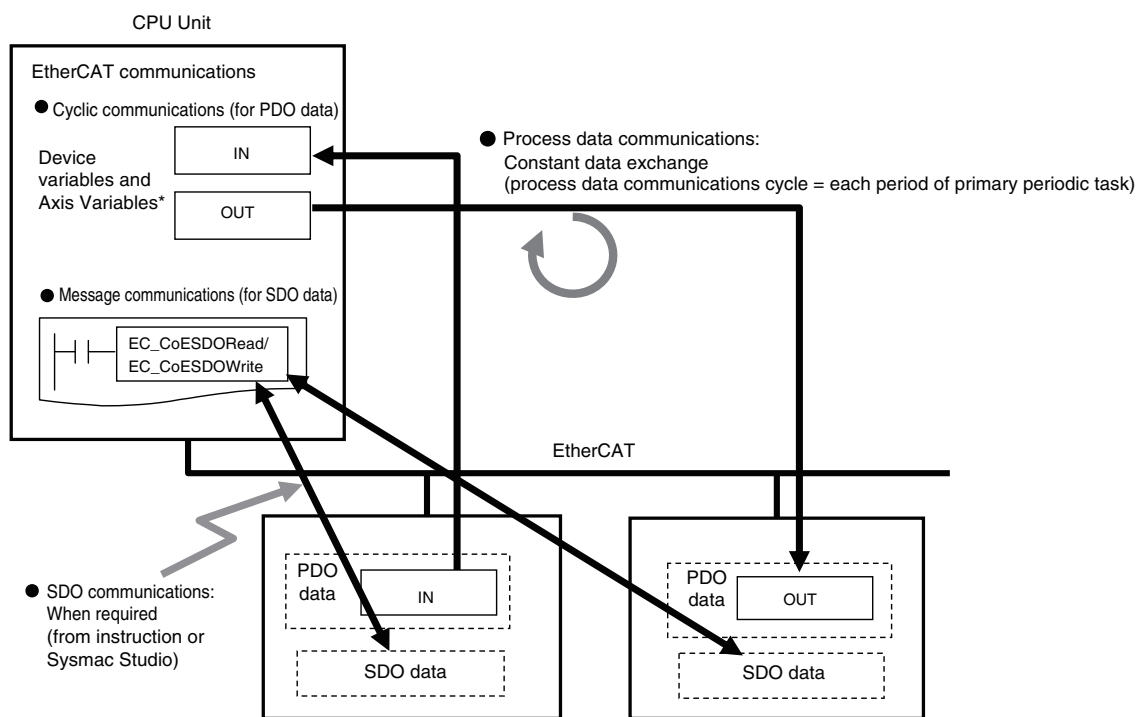 CPU Unit
EtherCAT communications
● Cyclic communications (for PDO data)
Device
variables and
Axis Variables*
IN
OUT
● Process data communications:
Constant data exchange
(process data communications cycle = each period of primary periodic task)
● Message communications (for SDO data)
EC_CoESDORead/
EC_CoESDOWrite
EtherCAT
● SDO communications:
When required
(from instruction or
Sysmac Studio)
PDO
data
IN
SDO data
PDO
data
OUT
SDO data